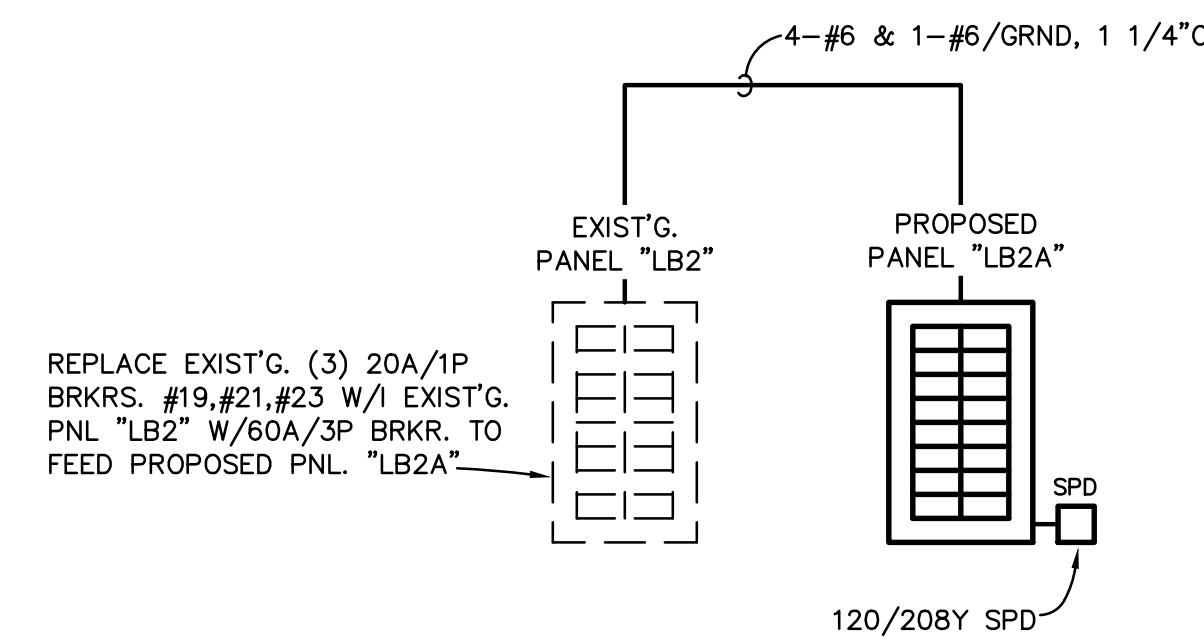 4-#6 & 1-#6/GRND, 1 1/4"C
EXIST'G.
PANEL "LB2"
PROPOSED
PANEL "LB2A"
REPLACE EXIST'G. (3) 20A/1P
BRKRS. #19,#21,#23 W/I EXIST'G.
PNL "LB2" W/60A/3P BRKR. TO
FEED PROPOSED PNL. "LB2A"
SPD
120/208Y SPD